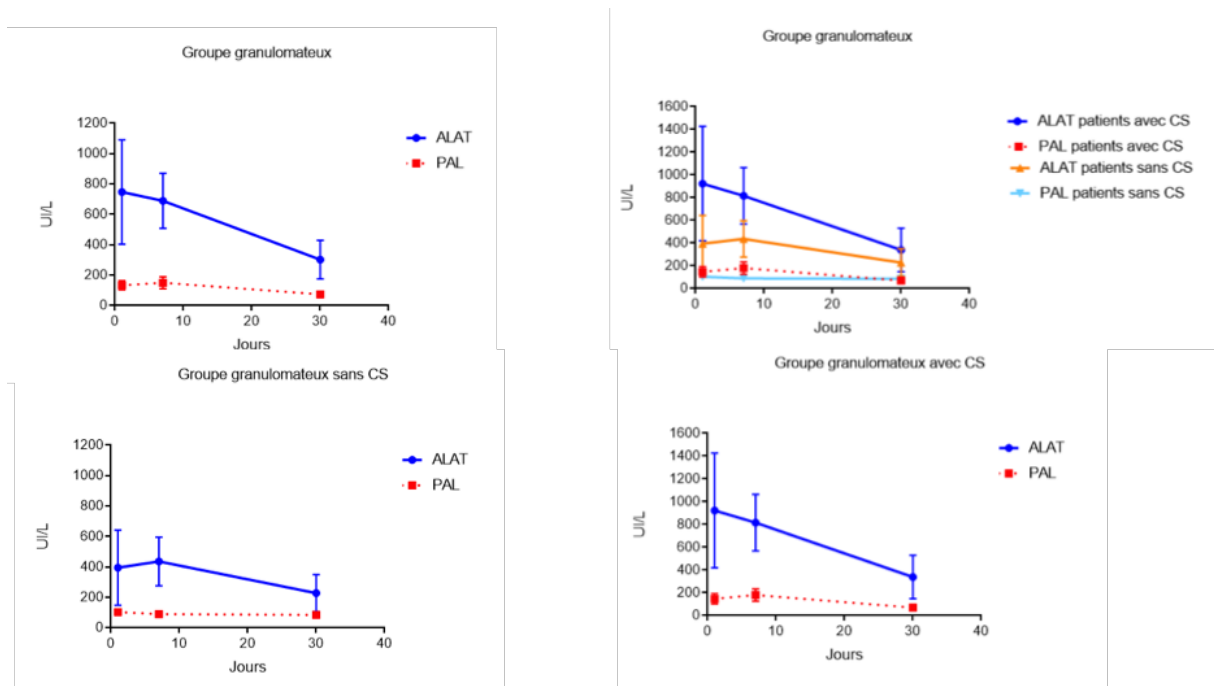 Groupe granulomateux
1200
1000
800
600
400
200
0
UI/L
0 10 20 30 40
Jours
ALAT
PAL
Groupe granulomateux
1600
1400
1200
1000
800
600
400
200
0
UI/L
0 10 20 30 40
Jours
ALAT patients avec CS
PAL patients avec CS
ALAT patients sans CS
PAL patients sans CS
Groupe granulomateux sans CS
1200
1000
800
600
400
200
0
UI/L
0 10 20 30 40
Jours
ALAT
PAL
Groupe granulomateux avec CS
1600
1400
1200
1000
800
600
400
200
0
UI/L
0 10 20 30 40
Jours
ALAT
PAL